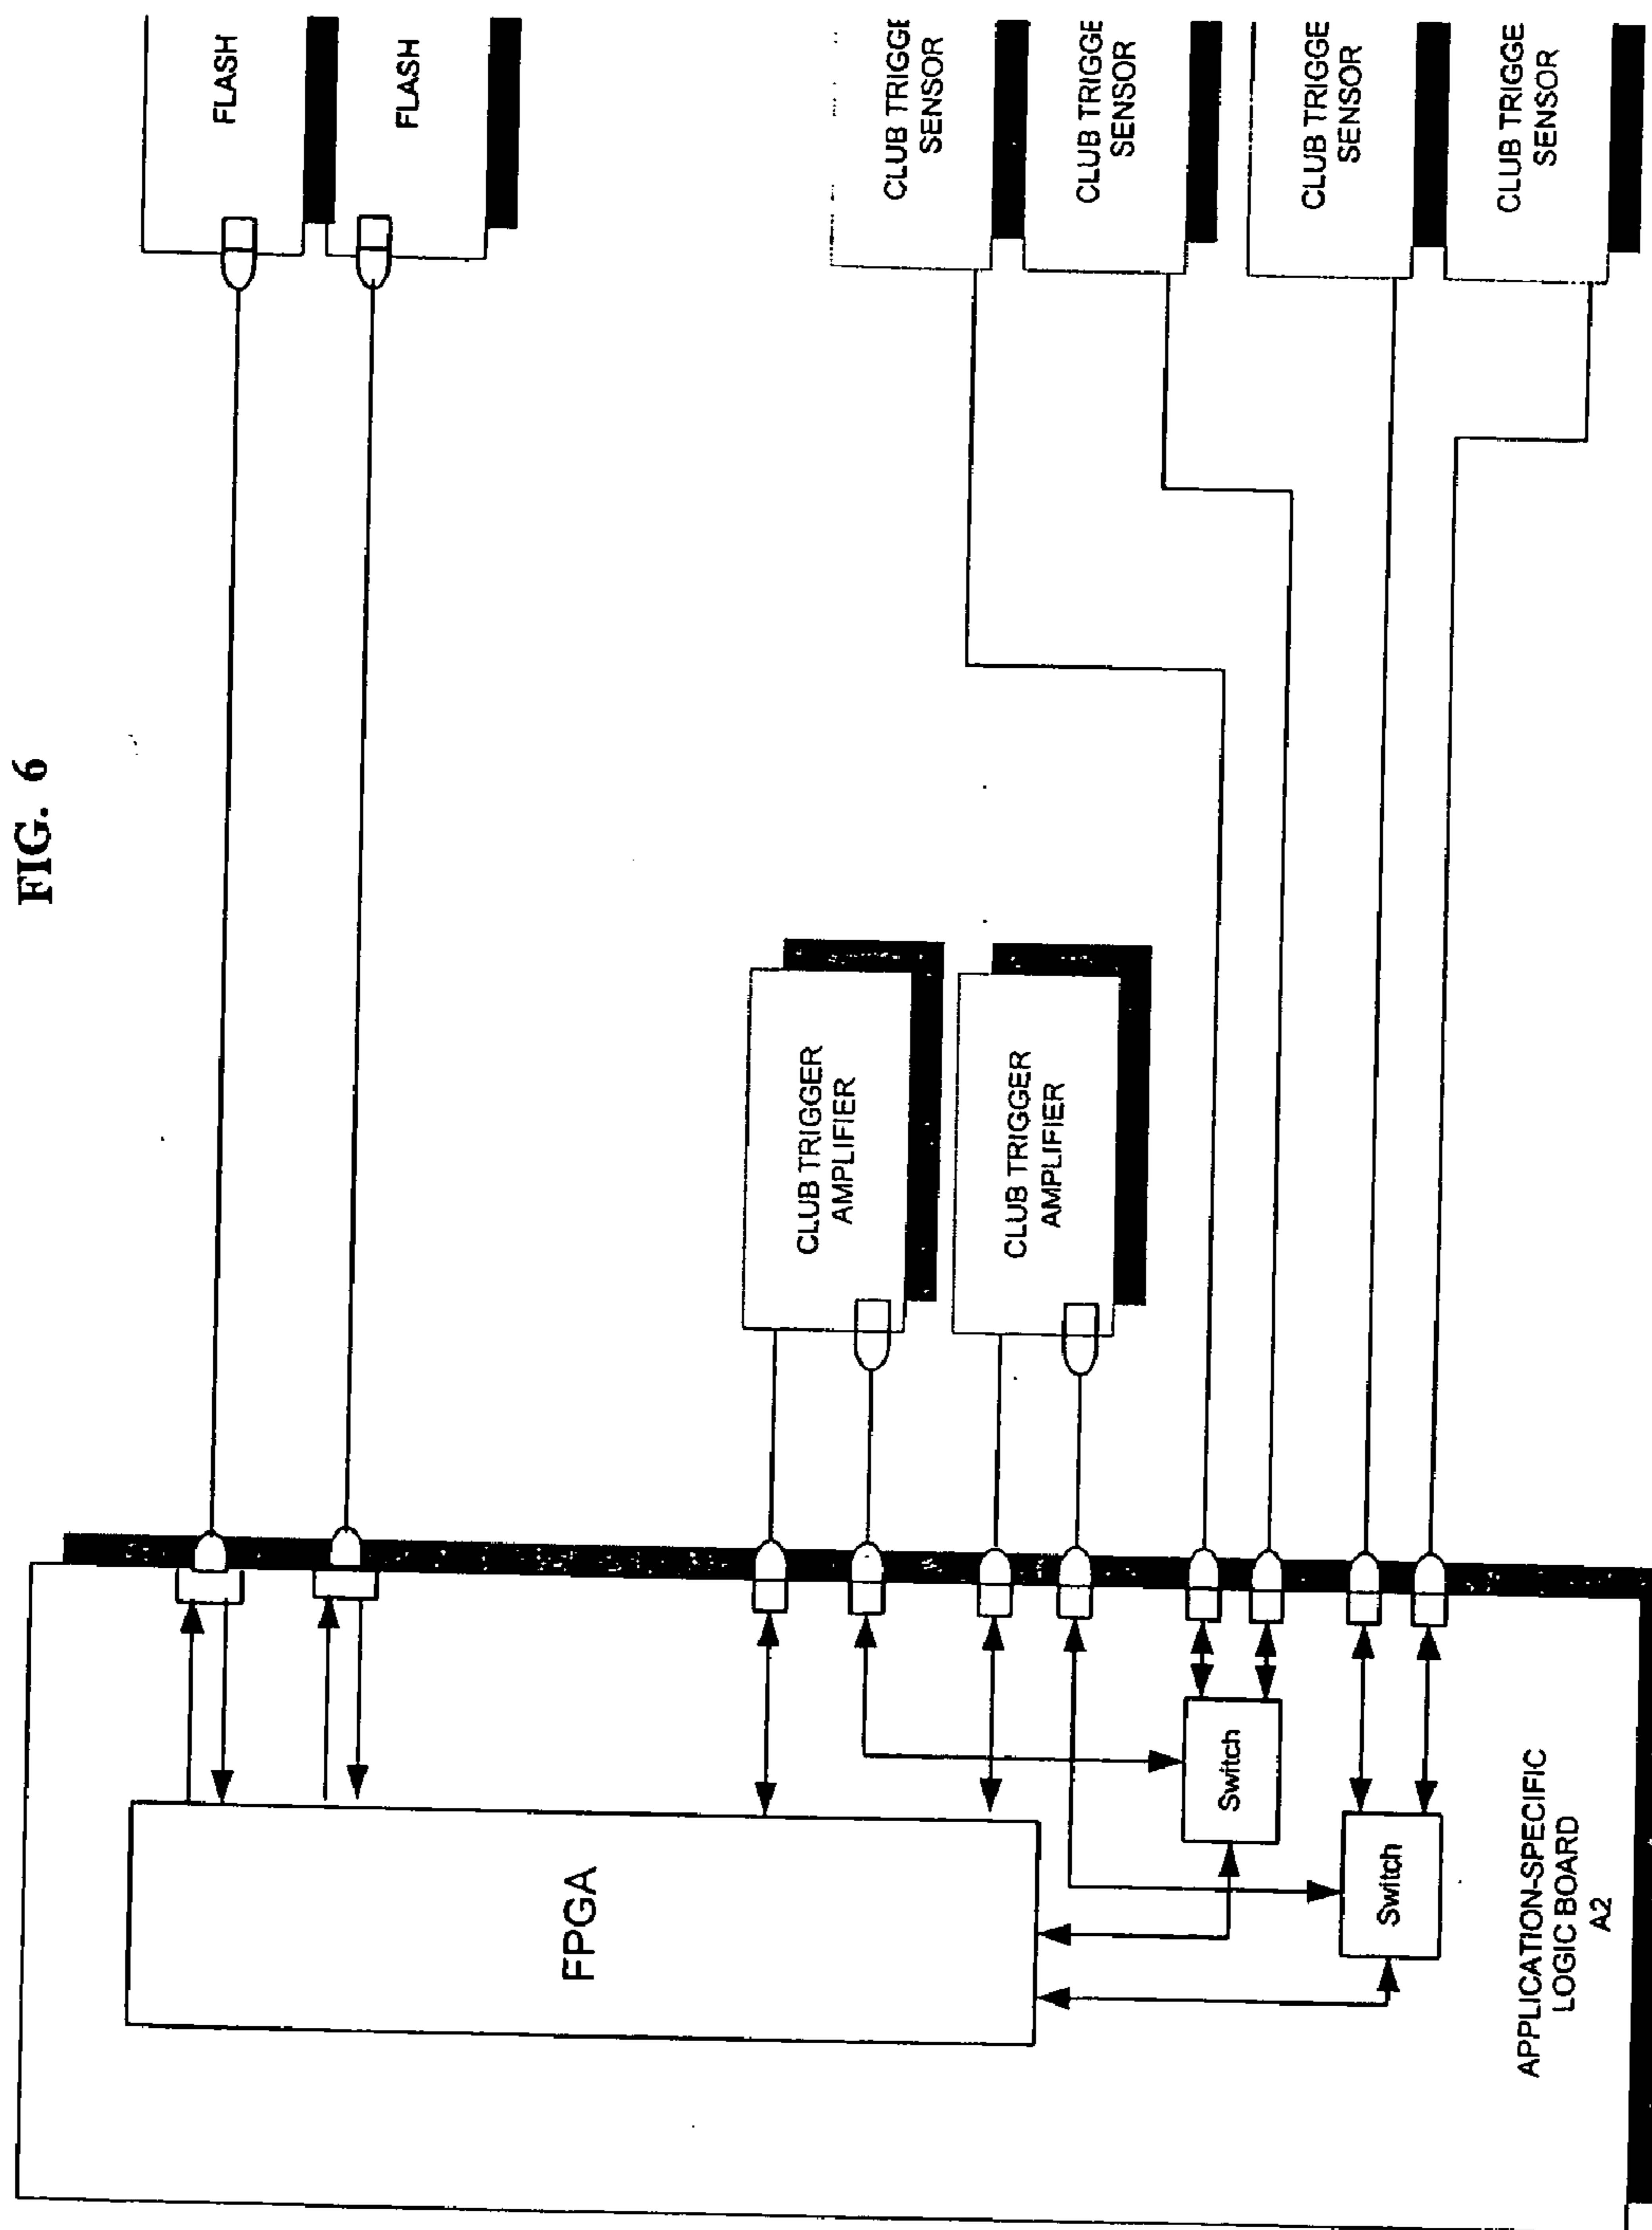 FIG. 6
FLASH
FLASH
CLUB TRIGGE
SENSOR
CLUB TRIGGE
SENSOR
CLUB TRIGGE
SENSOR
CLUB TRIGGE
SENSOR
CLUB TRIGGER
AMPLIFIER
CLUB TRIGGER
AMPLIFIER
FPGA
Switch
Switch
APPLICATION-SPECIFIC
LOGIC BOARD
A2